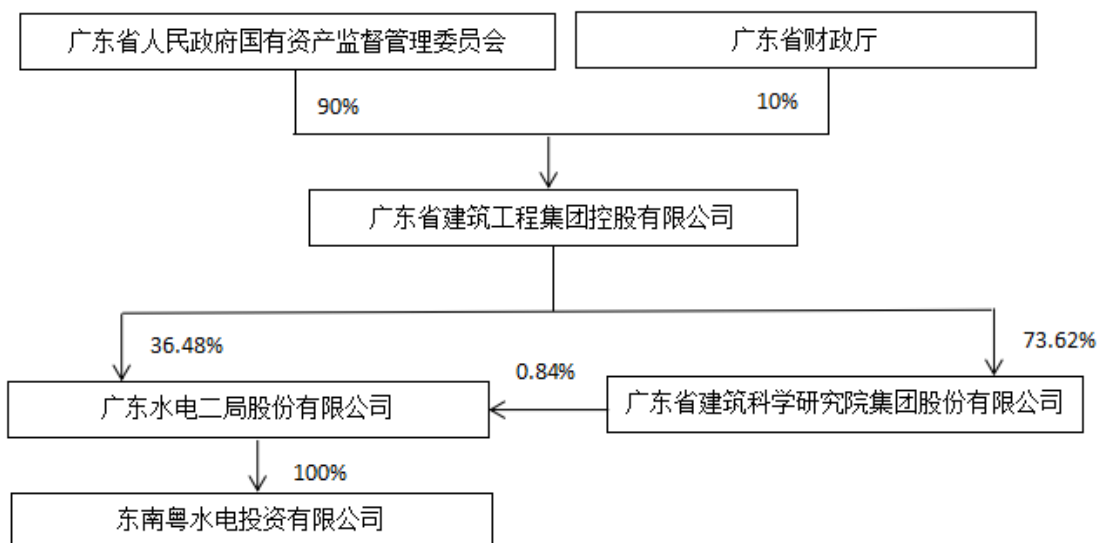 广东省人民政府国有资产监督管理委员会
广东省财政厅
90%
10%
广东省建筑工程集团控股有限公司
36.48%
73.62%
0.84%
广东水电二局股份有限公司
广东省建筑科学研究院集团股份有限公司
100%
东南粤水电投资有限公司